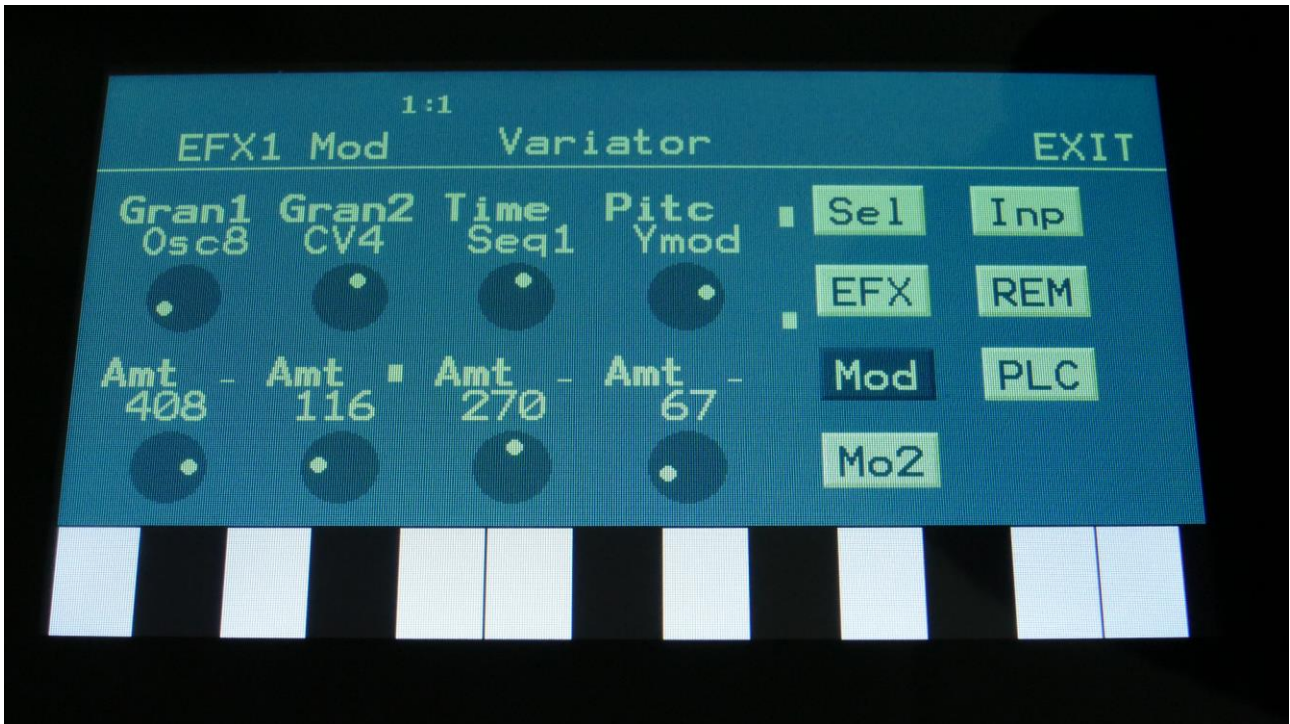 1:1
EFX1 Mod Variator EXIT
Gran1 Gran2 Time Pitc Sel Inp
Osc8 CV4 Seq1 Ymod
EFX REM
Amt _ Amt Amt _ Amt _ Mod PLC
408 116 270 67
Mo2